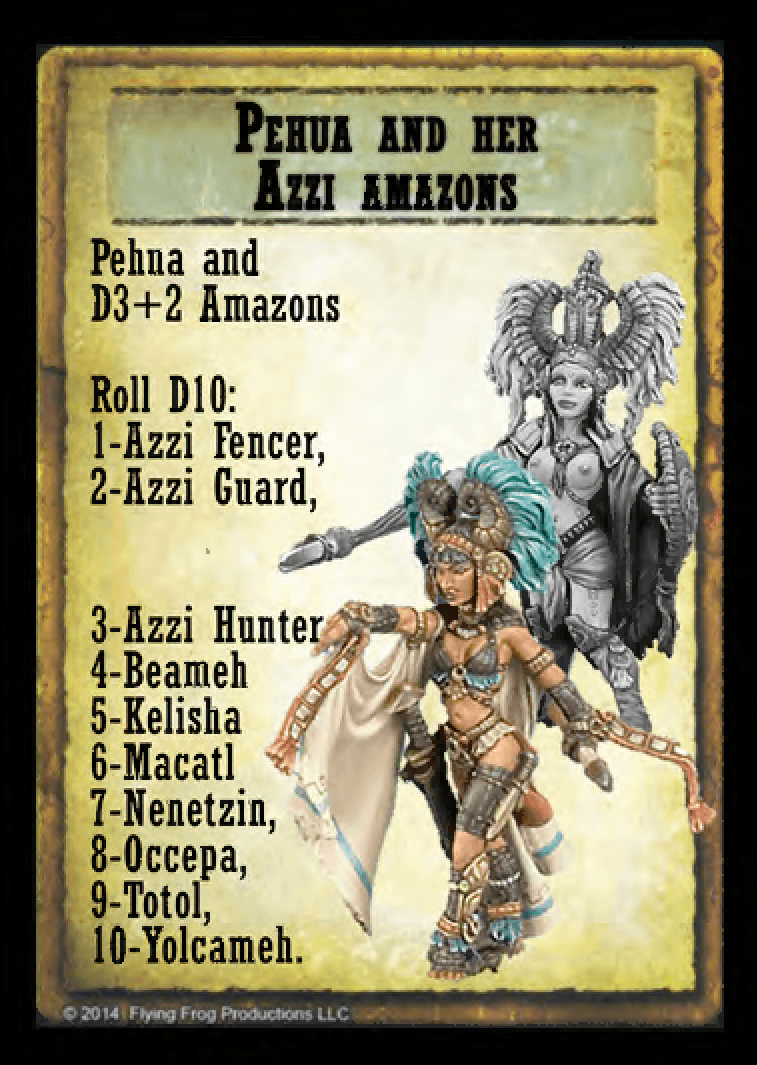 Pehua and her
Azzi amazons
Pehua and
D3+2 Amazons
Roll D10:
1-Azzi Fencer,
2-Azzi Guard,
3-Azzi Hunter
4-Beameh
5-Kelisha
6-Macatl
7-Nenetzin,
8-Occepa,
9-Totol,
10-Yolcameh.
© 2014 Flying Frog Productions LLC